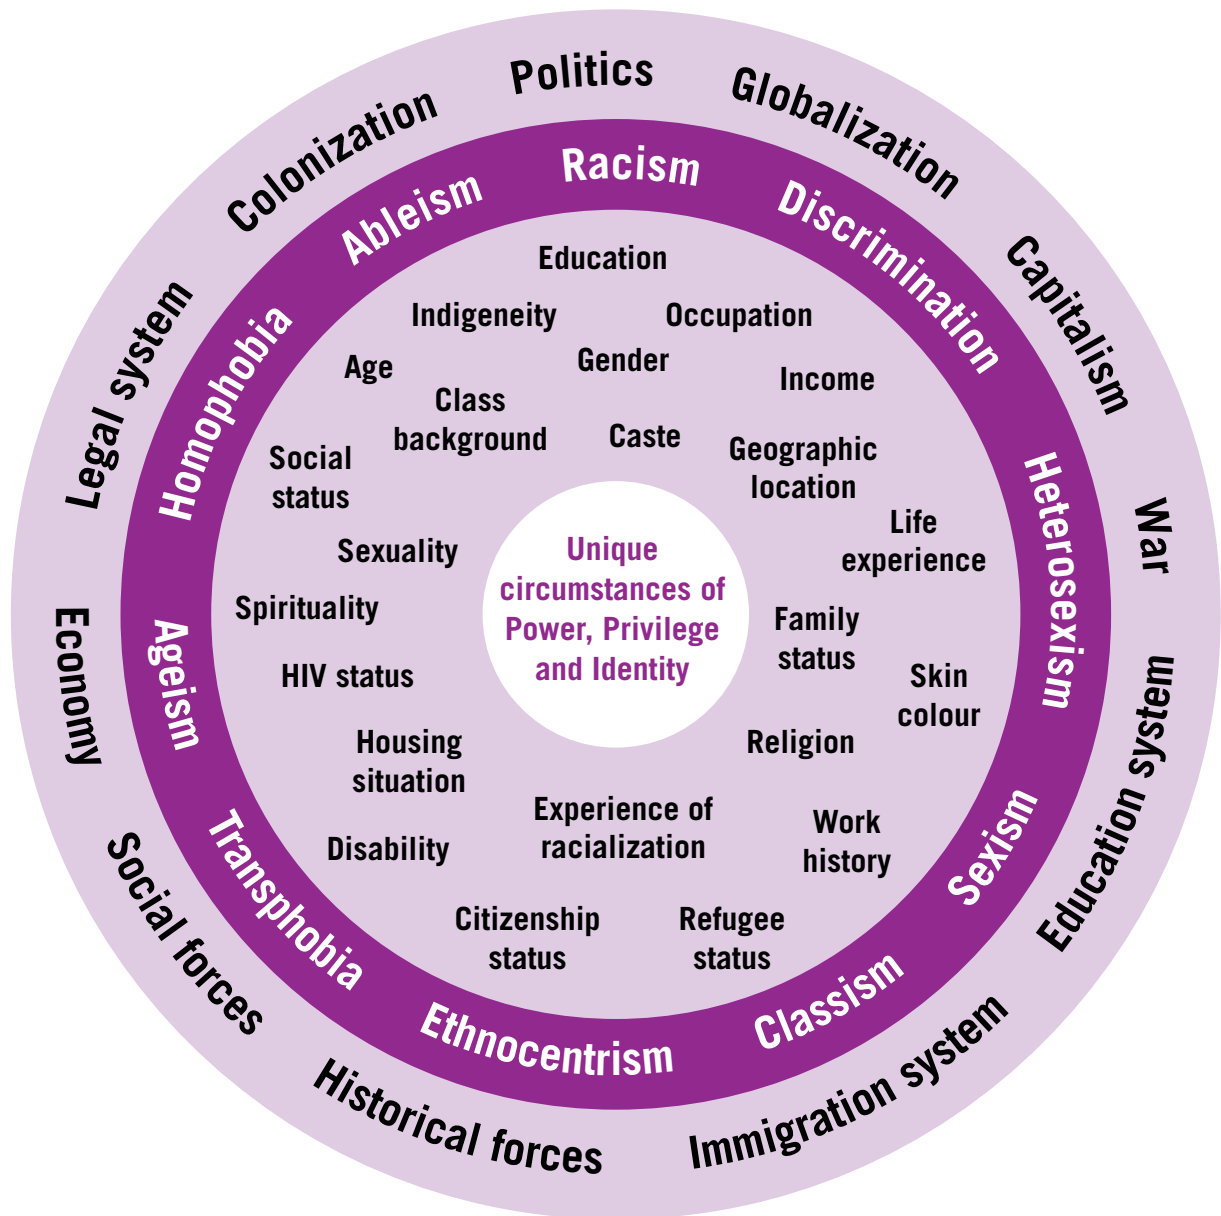 Politics
Globalization
Capitalism
War
Education system
Immigration system
Historical forces
Social forces
Economy
Legal system
Colonization
Racism
Discrimination
Heterosexism
Sexism
Classism
Ethnocentrism
Transphobia
Ageism
Homophobia
Ableism
Education
Indigeneity
Occupation
Age
Gender
Income
Class
background
Caste
Geographic
location
Social
status
Life
experience
Sexuality
Spirituality
Family
status
HIV status
Skin
colour
Housing
situation
Religion
Experience of
racialization
Work
history
Disability
Citizenship
status
Refugee
status
Unique
circumstances of
Power, Privilege
and Identity